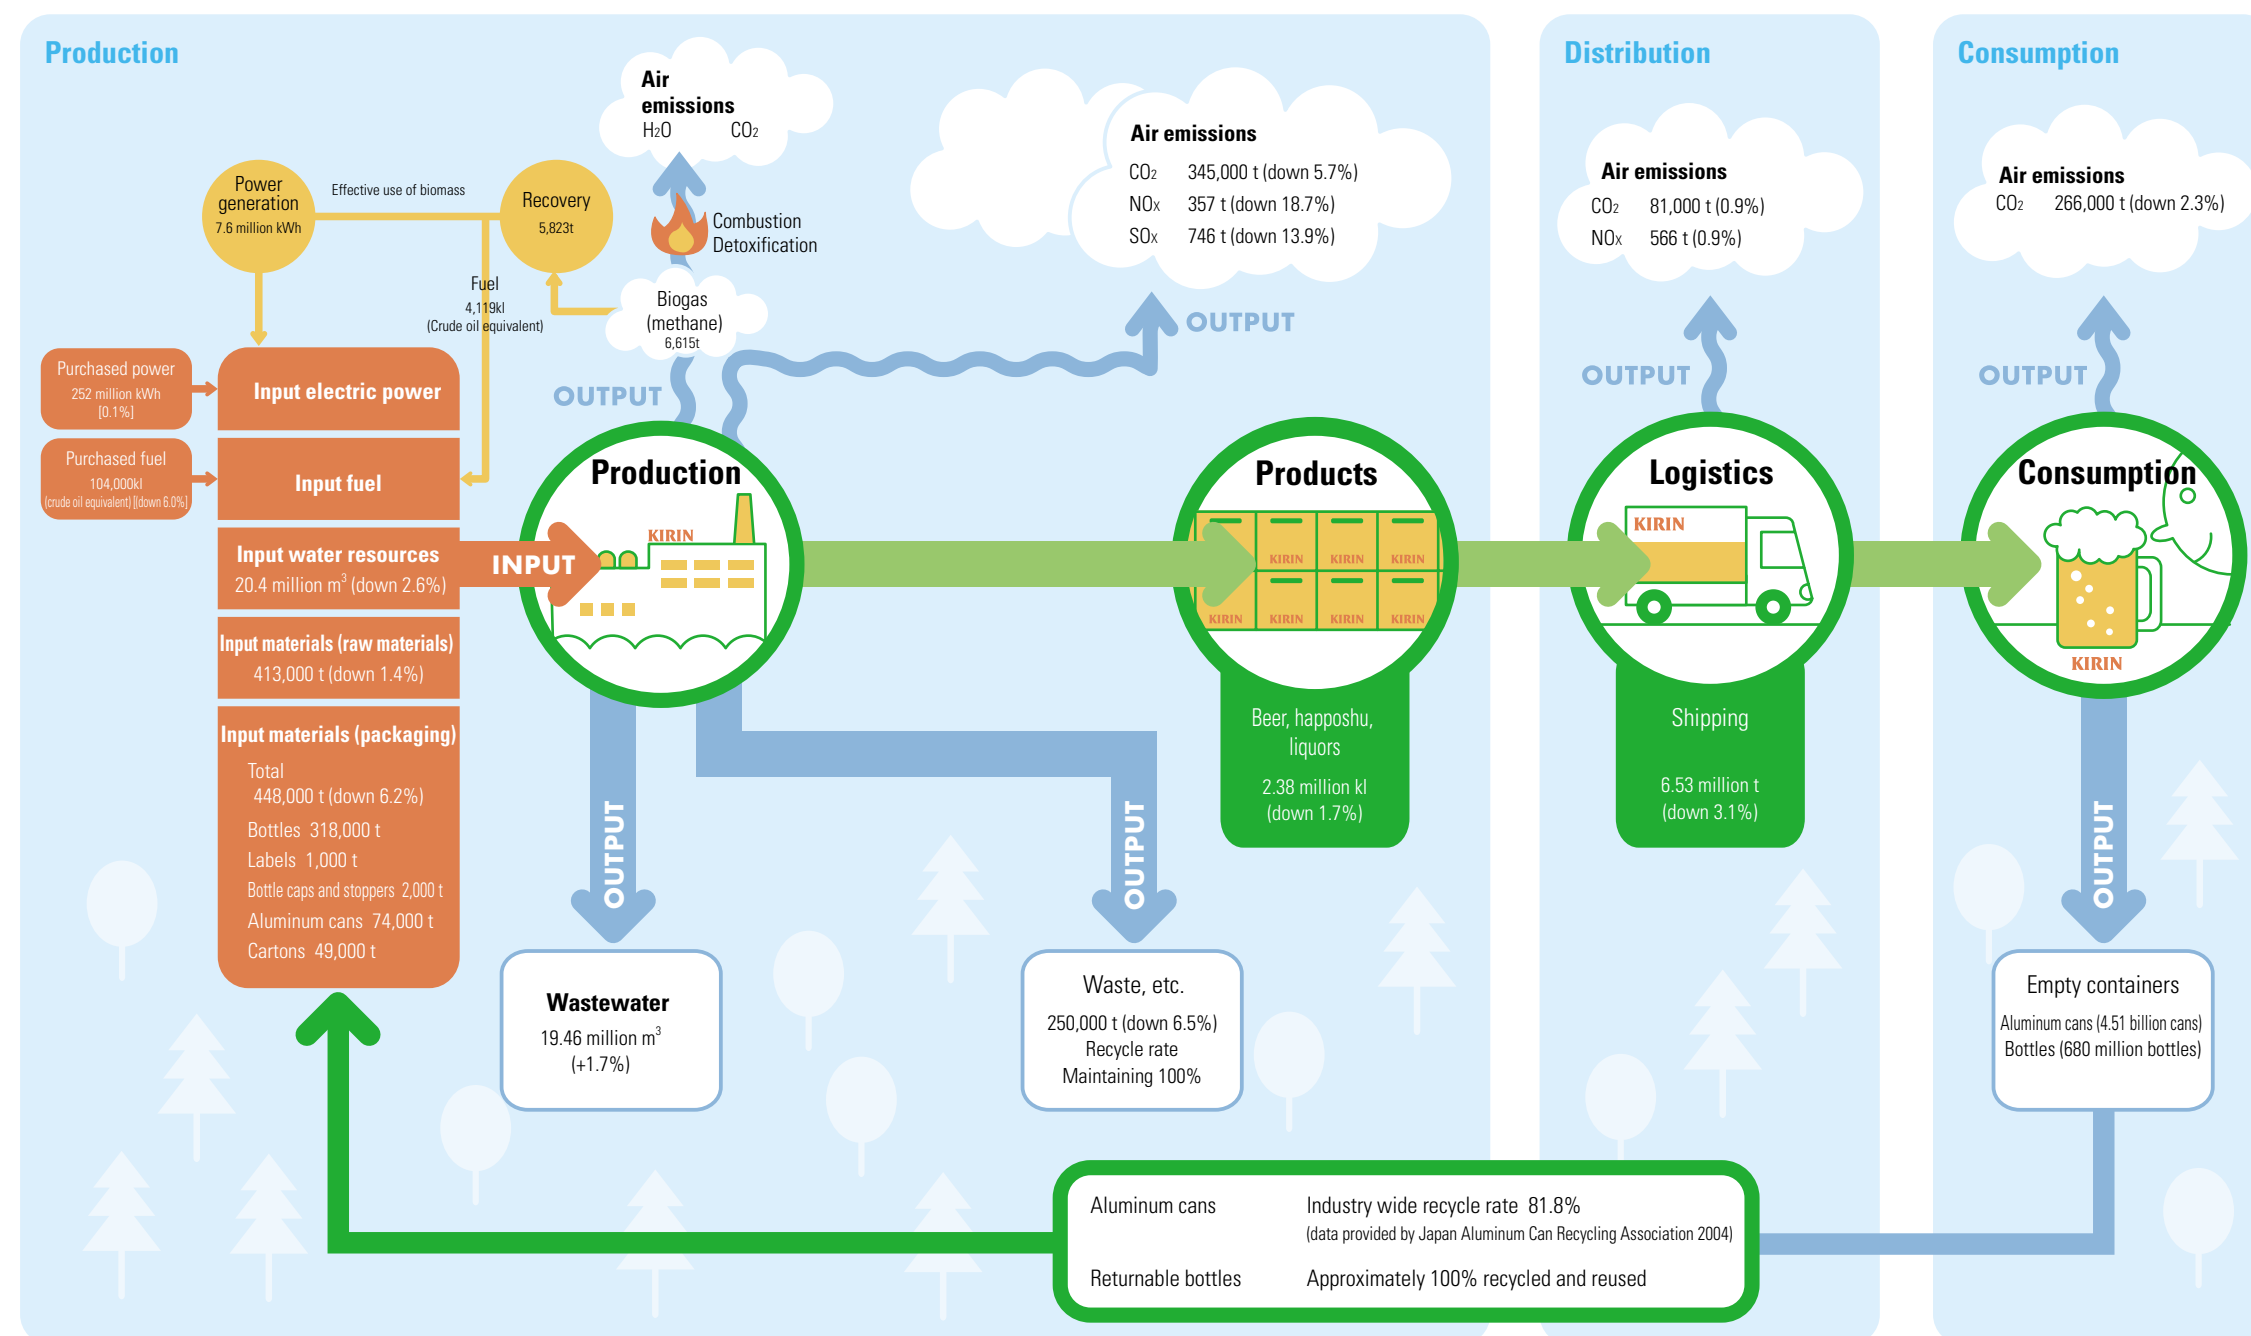 Production
Air
emissions
H2O CO2
Power
generation
7.6 million kWh
Effective use of biomass
Recovery
5,823t
Combustion
Detoxification
Fuel
4,119kl
(Crude oil equivalent)
Biogas
(methane)
6,615t
OUTPUT
Air emissions
CO2 345,000 t (down 5.7%)
NOx 357 t (down 18.7%)
SOx 746 t (down 13.9%)
OUTPUT
Purchased power
252 million kWh
[0.1%]
Purchased fuel
104,000kl
(crude oil equivalent) [(down 6.0%]
Input electric power
Input fuel
Input water resources
20.4 million m³ (down 2.6%)
Input materials (raw materials)
413,000 t (down 1.4%)
Input materials (packaging)
Total
448,000 t (down 6.2%)
Bottles 318,000 t
Labels 1,000 t
Bottle caps and stoppers 2,000 t
Aluminum cans 74,000 t
Cartons 49,000 t
INPUT
Production
KIRIN
OUTPUT
Wastewater
19.46 million m³
(+1.7%)
OUTPUT
Waste, etc.
250,000 t (down 6.5%)
Recycle rate
Maintaining 100%
Products
KIRIN KIRIN KIRIN
KIRIN KIRIN KIRIN KIRIN
Beer, happoshu,
liquors
2.38 million kl
(down 1.7%)
Distribution
Air emissions
CO2 81,000 t (0.9%)
NOx 566 t (0.9%)
OUTPUT
Logistics
KIRIN
Shipping
6.53 million t
(down 3.1%)
Consumption
Air emissions
CO2 266,000 t (down 2.3%)
OUTPUT
Consumption
KIRIN
OUTPUT
Empty containers
Aluminum cans (4.51 billion cans)
Bottles (680 million bottles)
Aluminum cans Industry wide recycle rate 81.8%
(data provided by Japan Aluminum Can Recycling Association 2004)
Returnable bottles Approximately 100% recycled and reused